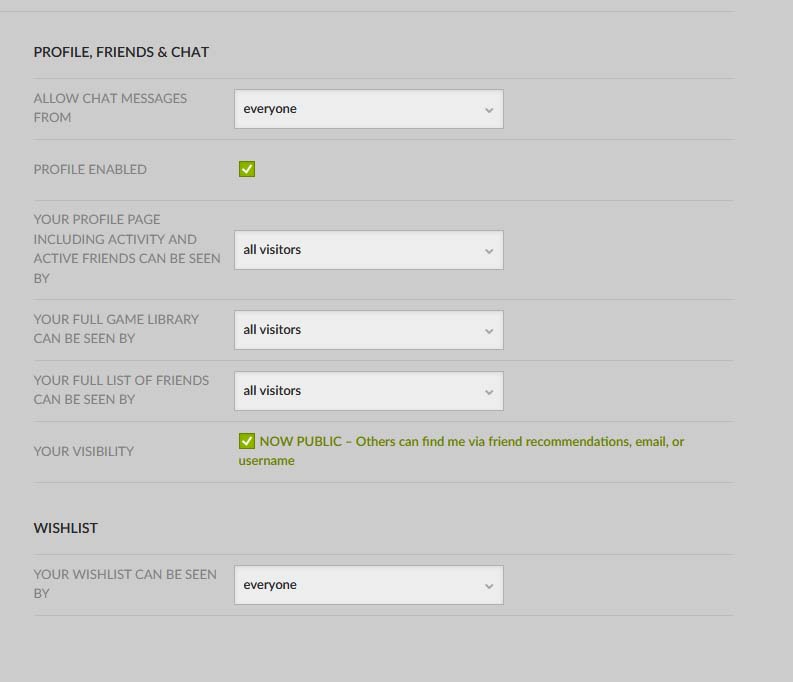 PROFILE, FRIENDS & CHAT
ALLOW CHAT MESSAGES
FROM
everyone
PROFILE ENABLED
YOUR PROFILE PAGE
INCLUDING ACTIVITY AND
ACTIVE FRIENDS CAN BE SEEN
BY
all visitors
YOUR FULL GAME LIBRARY
CAN BE SEEN BY
all visitors
YOUR FULL LIST OF FRIENDS
CAN BE SEEN BY
all visitors
YOUR VISIBILITY
NOW PUBLIC – Others can find me via friend recommendations, email, or
username
WISHLIST
YOUR WISHLIST CAN BE SEEN
BY
everyone